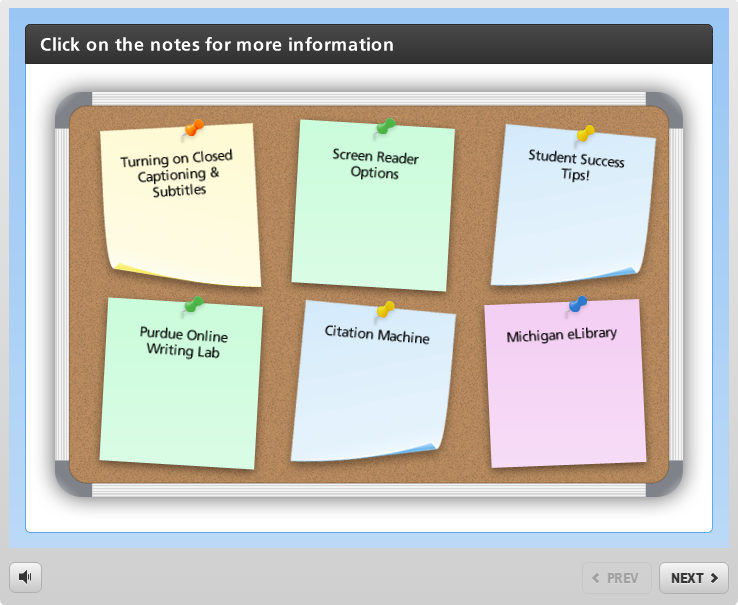 Click on the notes for more information
Turning on Closed
Captioning &
Subtitles
Screen Reader
Options
Student Success
Tips!
Purdue Online
Writing Lab
Citation Machine
Michigan eLibrary
PREV
NEXT